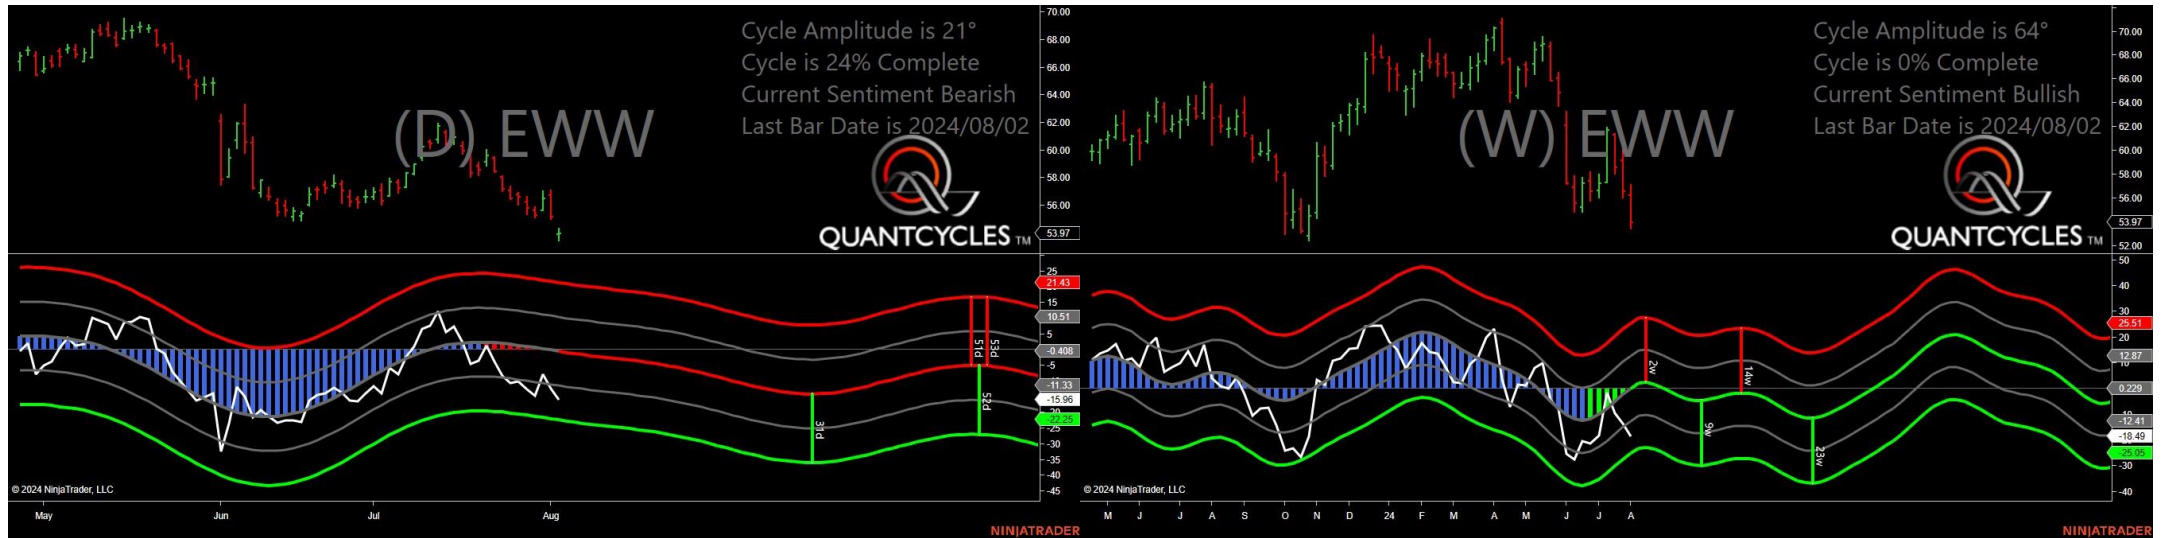 Cycle Amplitude is 21°
Cycle is 24% Complete
Current Sentiment Bearish
Last Bar Date is 2024/08/02
(D) EWW
QUANTCYCLES TM
70.00
68.00
66.00
64.00
62.00
60.00
58.00
56.00
53.97
25
21.43
15
10.51
5
-0.408
-5
-11.33
-15.96
-22.25
-25
-30
-35
-40
-45
31d
51d
53d
52d
© 2024 NinjaTrader, LLC
May Jun Jul Aug
NINJATRADER
Cycle Amplitude is 64°
Cycle is 0% Complete
Current Sentiment Bullish
Last Bar Date is 2024/08/02
(W) EWW
QUANTCYCLES TM
70.00
68.00
66.00
64.00
62.00
60.00
58.00
56.00
53.97
52.00
50
40
30
25.51
20
12.87
0.229
-12.41
-18.49
-25.05
-30
-40
2w
9w
14w
23w
© 2024 NinjaTrader, LLC
M J J A S O N D 24 F M A M J J A
NINJATRADER